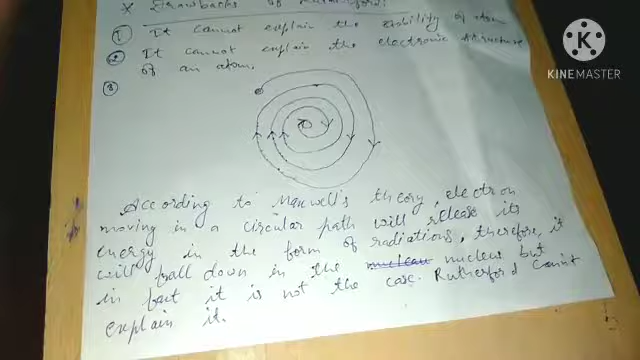 * Drawbacks of Rutherford:
① It cannot explain the stability of atom
② It cannot explain the electronic structure
of an atom.
③
According to Maxwell's theory, electron
moving in a circular path will release its
energy in the form of radiations, therefore, it
will fall down in the nucleus but
in fact it is not the case. Rutherford
explain it.
K
KINEMASTER